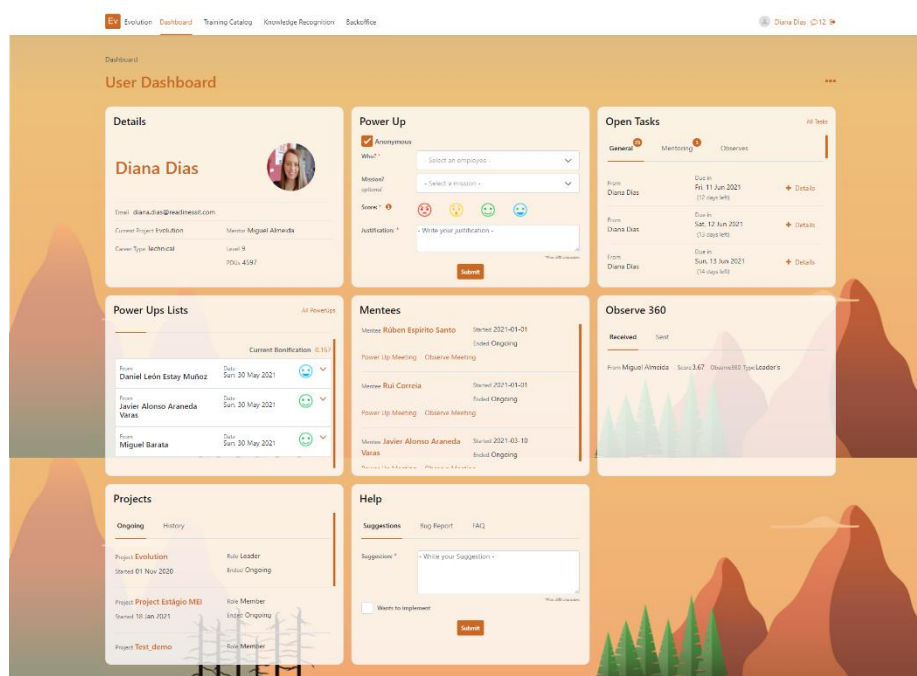 Ev Evolution Dashboard Training Catalog Knowledge Recognition Backoffice Diana Dias 12
Dashboard
User Dashboard
Details
Diana Dias
Email diana.dias@readinessit.com
Current Project Evolution Mentor Miguel Almeida
Career Type Technical Level 9
PDUs 4597
Power Up
Anonymous
Who? *
- Select an employee -
Mission?
optional
- Select a mission -
Score: *
Justification: *
- Write your justification -
Submit
Open Tasks All Tasks
General Mentoring Observes
From Due in
Diana Dias Fri, 11 Jun 2021 + Details
(12 days left)
From Due in
Diana Dias Sat, 12 Jun 2021 + Details
(13 days left)
From Due in
Diana Dias Sun, 13 Jun 2021 + Details
(14 days left)
Power Ups Lists All PowerUps
Current Bonification 0.157
From Date
Daniel León Estay Muñoz Sun, 30 May 2021
From Date
Javier Alonso Araneda Sun, 30 May 2021
Varas
From Date
Miguel Barata Sun, 30 May 2021
Mentees
Mentee Rúben Espirito Santo Started 2021-01-01
Ended Ongoing
Power Up Meeting Observe Meeting
Mentee Rui Correia Started 2021-01-01
Ended Ongoing
Power Up Meeting Observe Meeting
Mentee Javier Alonso Araneda Started 2021-03-10
Varas Ended Ongoing
Power Up Meeting Observe Meeting
Observe 360
Received Sent
From Miguel Almeida Score 3.67 Observe360 Type Leader's
Projects
Ongoing History
Project Evolution Role Leader
Started 01 Nov 2020 Ended Ongoing
Project Project Estágio MEI Role Member
Started 18 Jan 2021 Ended Ongoing
Project Test_demo Role Member
Help
Suggestions Bug Report FAQ
Suggestion: *
- Write your Suggestion -
Wants to implement
Submit